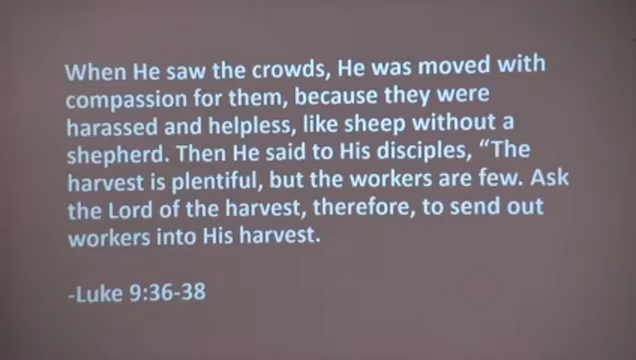 When He saw the crowds, He was moved with
compassion for them, because they were
harassed and helpless, like sheep without a
shepherd. Then He said to His disciples, “The
harvest is plentiful, but the workers are few. Ask
the Lord of the harvest, therefore, to send out
workers into His harvest.
-Luke 9:36-38